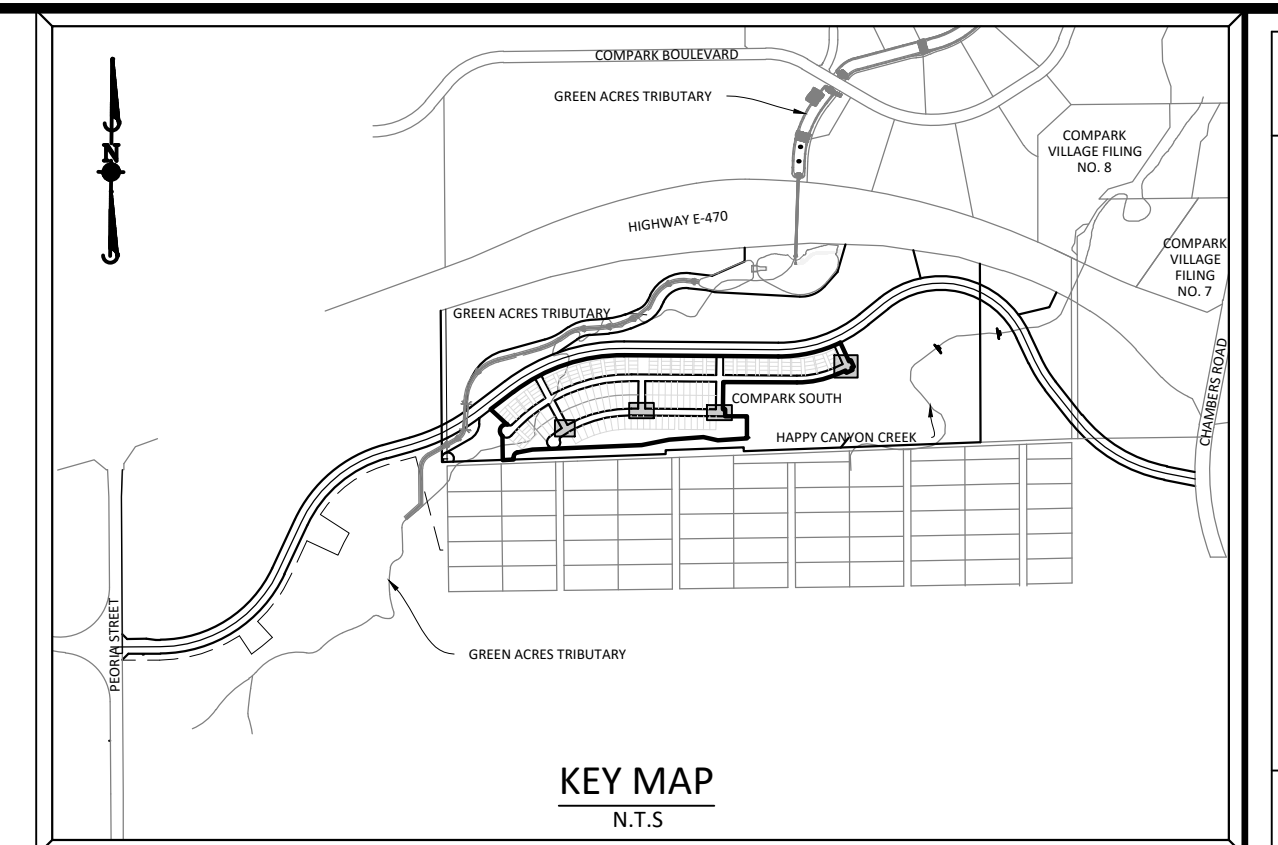 COMPARK BOULEVARD
GREEN ACRES TRIBUTARY
N
COMPARK
VILLAGE FILING
NO. 8
HIGHWAY E-470
COMPARK
VILLAGE
FILING
NO. 7
GREEN ACRES TRIBUTARY
CHAMBERS ROAD
COMPARK SOUTH
HAPPY CANYON CREEK
PEORIA STREET
GREEN ACRES TRIBUTARY
KEY MAP
N.T.S